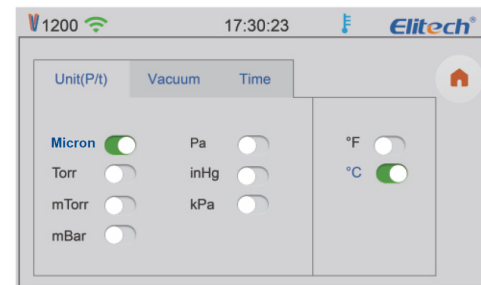 V1200 17:30:23 Elitech®
Unit(P/t) Vacuum Time
Micron Pa °F
Torr inHg °C
mTorr kPa
mBar